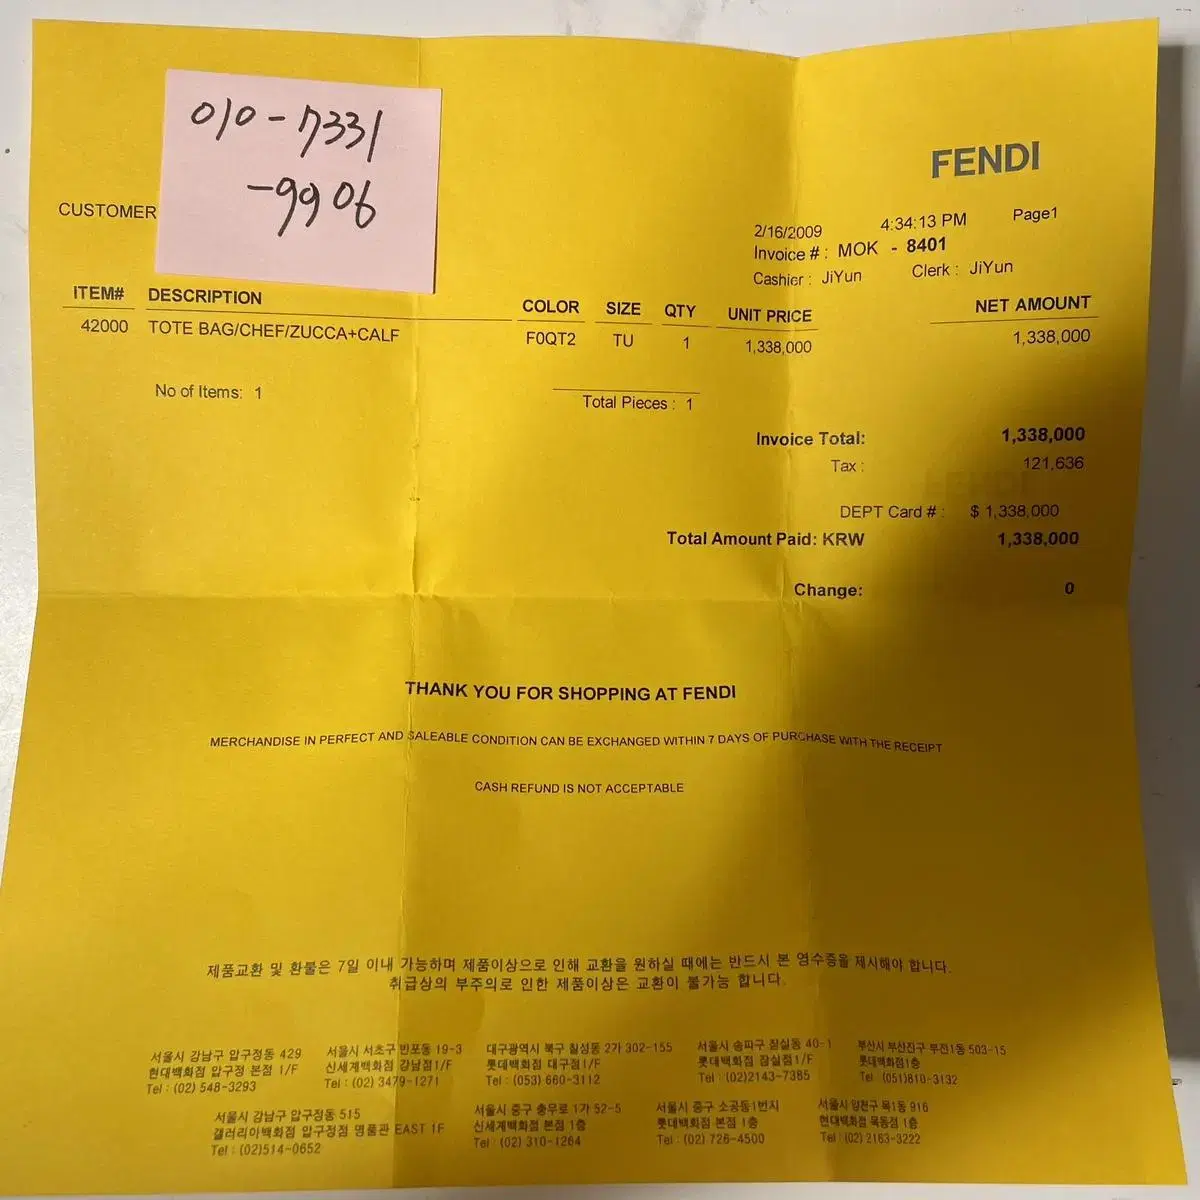 010-7331
-9906
FENDI
CUSTOMER
2/16/2009 4:34:13 PM Page1
Invoice # : MOK - 8401
Cashier : JiYun Clerk : JiYun
ITEM# DESCRIPTION COLOR SIZE QTY UNIT PRICE NET AMOUNT
42000 TOTE BAG/CHEF/ZUCCA+CALF F0QT2 TU 1 1,338,000 1,338,000
No of Items: 1 Total Pieces : 1
Invoice Total: 1,338,000
Tax : 121,636
DEPT Card # : $ 1,338,000
Total Amount Paid: KRW 1,338,000
Change: 0
THANK YOU FOR SHOPPING AT FENDI
MERCHANDISE IN PERFECT AND SALEABLE CONDITION CAN BE EXCHANGED WITHIN 7 DAYS OF PURCHASE WITH THE RECEIPT
CASH REFUND IS NOT ACCEPTABLE
제품교환 및 환불은 7일 이내 가능하며 제품이상으로 인해 교환을 원하실 때에는 반드시 본 영수증을 제시해야 합니다.
취급상의 부주의로 인한 제품이상은 교환이 불가능 합니다.
서울시 강남구 압구정동 429
현대백화점 압구정 본점 1/F
Tel : (02) 548-3293
서울시 서초구 반포동 19-3
신세계백화점 강남점1/F
Tel : (02) 3479-1271
대구광역시 북구 칠성동 2가 302-155
롯데백화점 대구점1/F
Tel : (053) 660-3112
서울시 송파구 잠실동 40-1
롯데백화점 잠실점1/F
Tel : (02)2143-7385
부산시 부산진구 부전1동 503-15
롯데백화점1층
Tel : (051)810-3132
서울시 강남구 압구정동 515
갤러리아백화점 압구정점 명품관 EAST 1F
Tel : (02)514-0652
서울시 중구 충무로 1가 52-5
신세계백화점 본점 1층
Tel : (02) 310-1264
서울시 중구 소공동1번지
롯데백화점 본점 1층
Tel : (02) 726-4500
서울시 양천구 목1동 916
현대백화점 목동점 1층
Tel : (02) 2163-3222